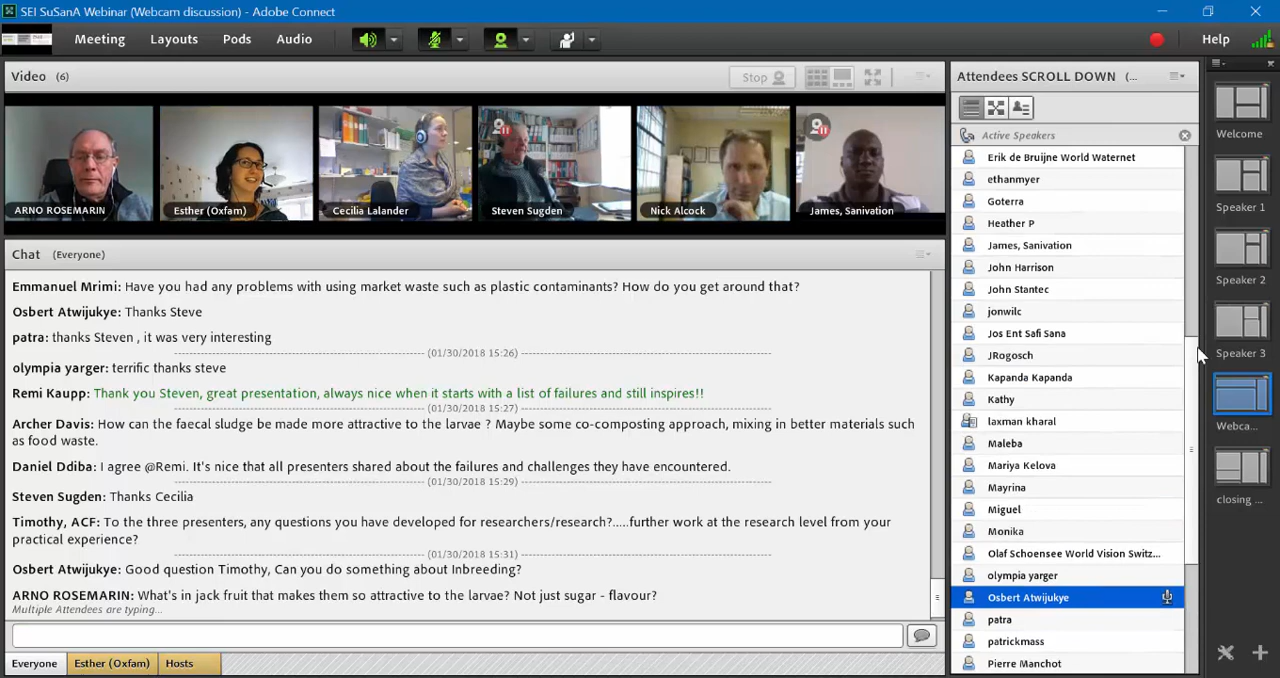 SEI SuSanA Webinar (Webcam discussion) - Adobe Connect
Meeting Layouts Pods Audio Help
Video (6)
Stop
ARNO ROSEMARIN
Esther (Oxfam)
Cecilia Lalander
Steven Sugden
Nick Alcock
James, Sanivation
Chat (Everyone)
Emmanuel Mrimi: Have you had any problems with using market waste such as plastic contaminants? How do you get around that?
Osbert Atwijukye: Thanks Steve
patra: thanks Steven , it was very interesting
(01/30/2018 15:26)
olympia yarger: terrific thanks steve
Remi Kaupp: Thank you Steven, great presentation, always nice when it starts with a list of failures and still inspires!!
(01/30/2018 15:27)
Archer Davis: How can the faecal sludge be made more attractive to the larvae ? Maybe some co-composting approach, mixing in better materials such
as food waste.
Daniel Ddiba: I agree @Remi. It's nice that all presenters shared about the failures and challenges they have encountered.
(01/30/2018 15:29)
Steven Sugden: Thanks Cecilia
Timothy, ACF: To the three presenters, any questions you have developed for researchers/research?.....further work at the research level from your
practical experience?
(01/30/2018 15:31)
Osbert Atwijukye: Good question Timothy, Can you do something about Inbreeding?
ARNO ROSEMARIN: What's in jack fruit that makes them so attractive to the larvae? Not just sugar - flavour?
Multiple Attendees are typing...
Everyone
Esther (Oxfam)
Hosts
Attendees SCROLL DOWN (...
Active Speakers
Erik de Bruijne World Waternet
ethanmyer
Goterra
Heather P
James, Sanivation
John Harrison
John Stantec
jonwilc
Jos Ent Safi Sana
JRogosch
Kapanda Kapanda
Kathy
laxman kharal
Maleba
Mariya Kelova
Mayrina
Miguel
Monika
Olaf Schoensee World Vision Switz...
olympia yarger
Osbert Atwijukye
patra
patrickmass
Pierre Manchot
Welcome
Speaker 1
Speaker 2
Speaker 3
Webca...
closing ...